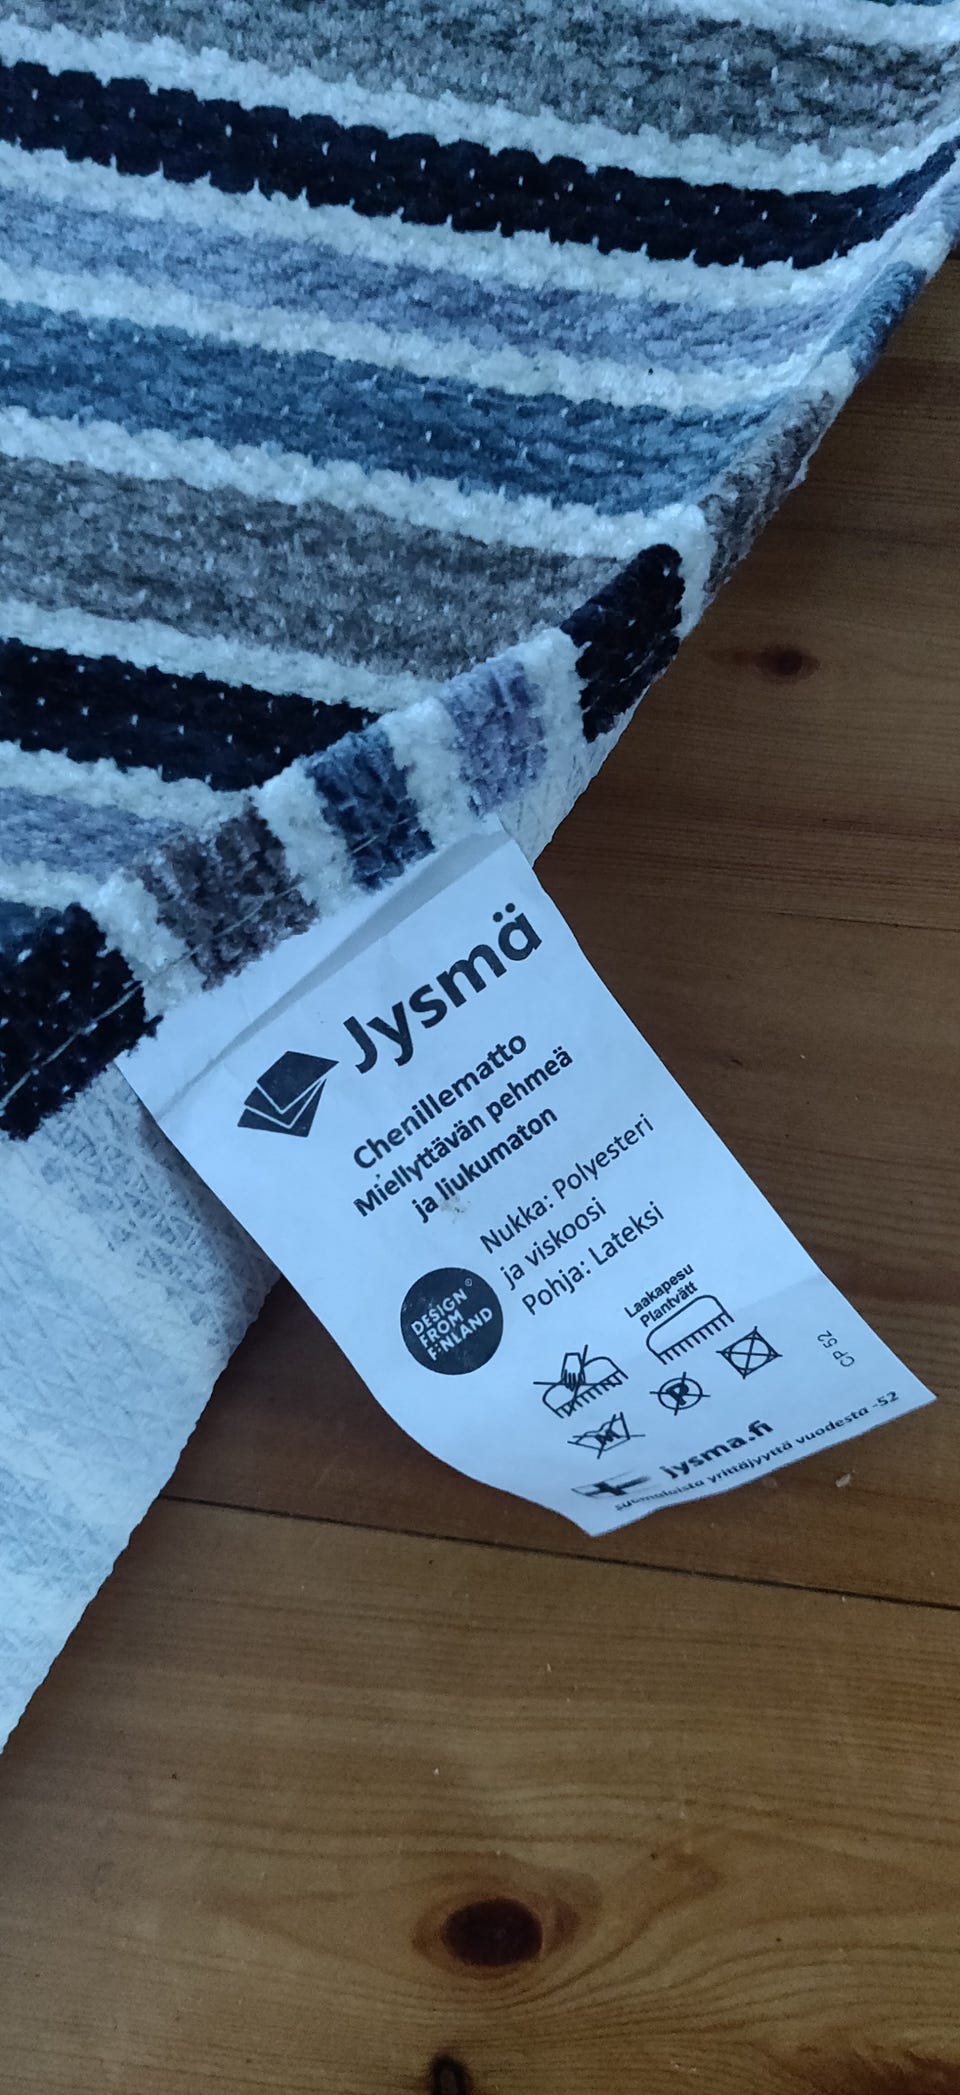 Jysmä
Chenillematto
Miellyttävän pehmeä
ja liukumaton
Nukka: Polyesteri
ja viskoosi
Pohja: Lateksi
DESIGN
FROM
FINLAND
©
Laakapesu
Plantvätt
P
CP 52
jysma.fi
suomalaista yrittäjyyttä vuodesta -52